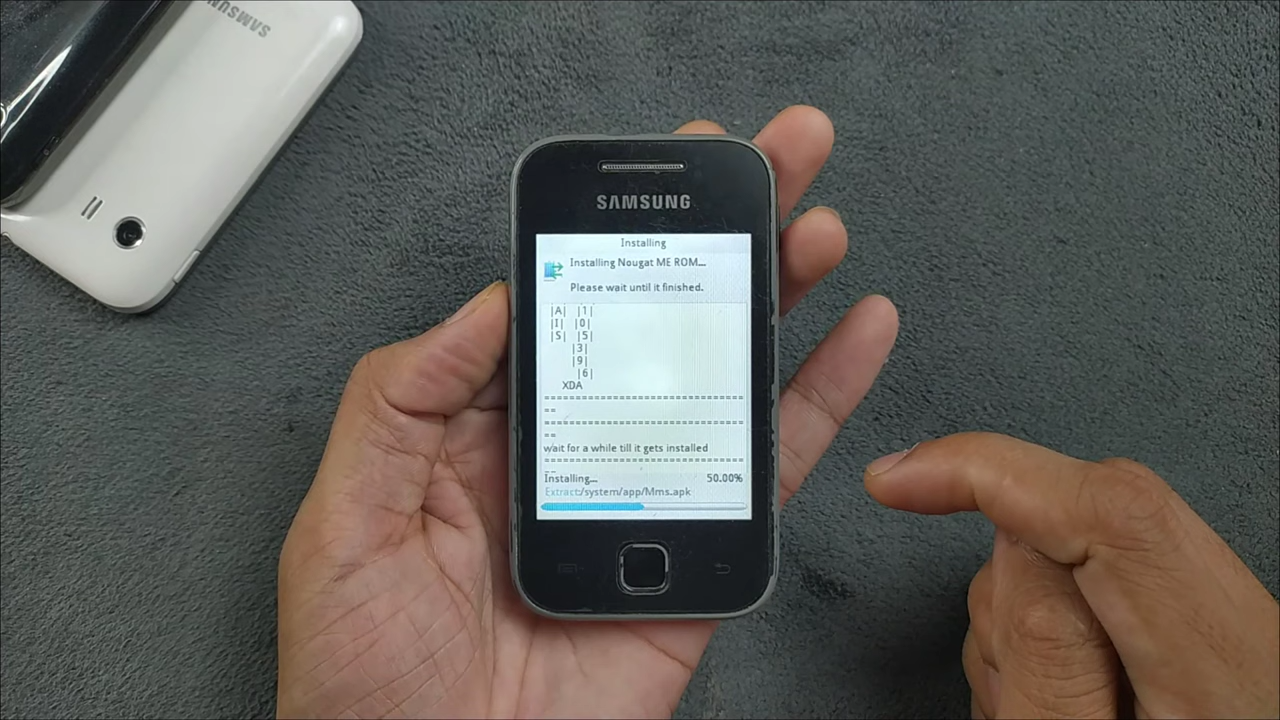 SAMSUNG
SAMSUNG
Installing
Installing Nougat ME ROM...
Please wait until it finished.
|A| |1|
|I| |0|
|S| |5|
|3|
|9|
|6|
XDA
==========================
==
==========================
==
wait for a while till it gets installed
==========================
==
Installing... 50.00%
Extract:/system/app/Mms.apk